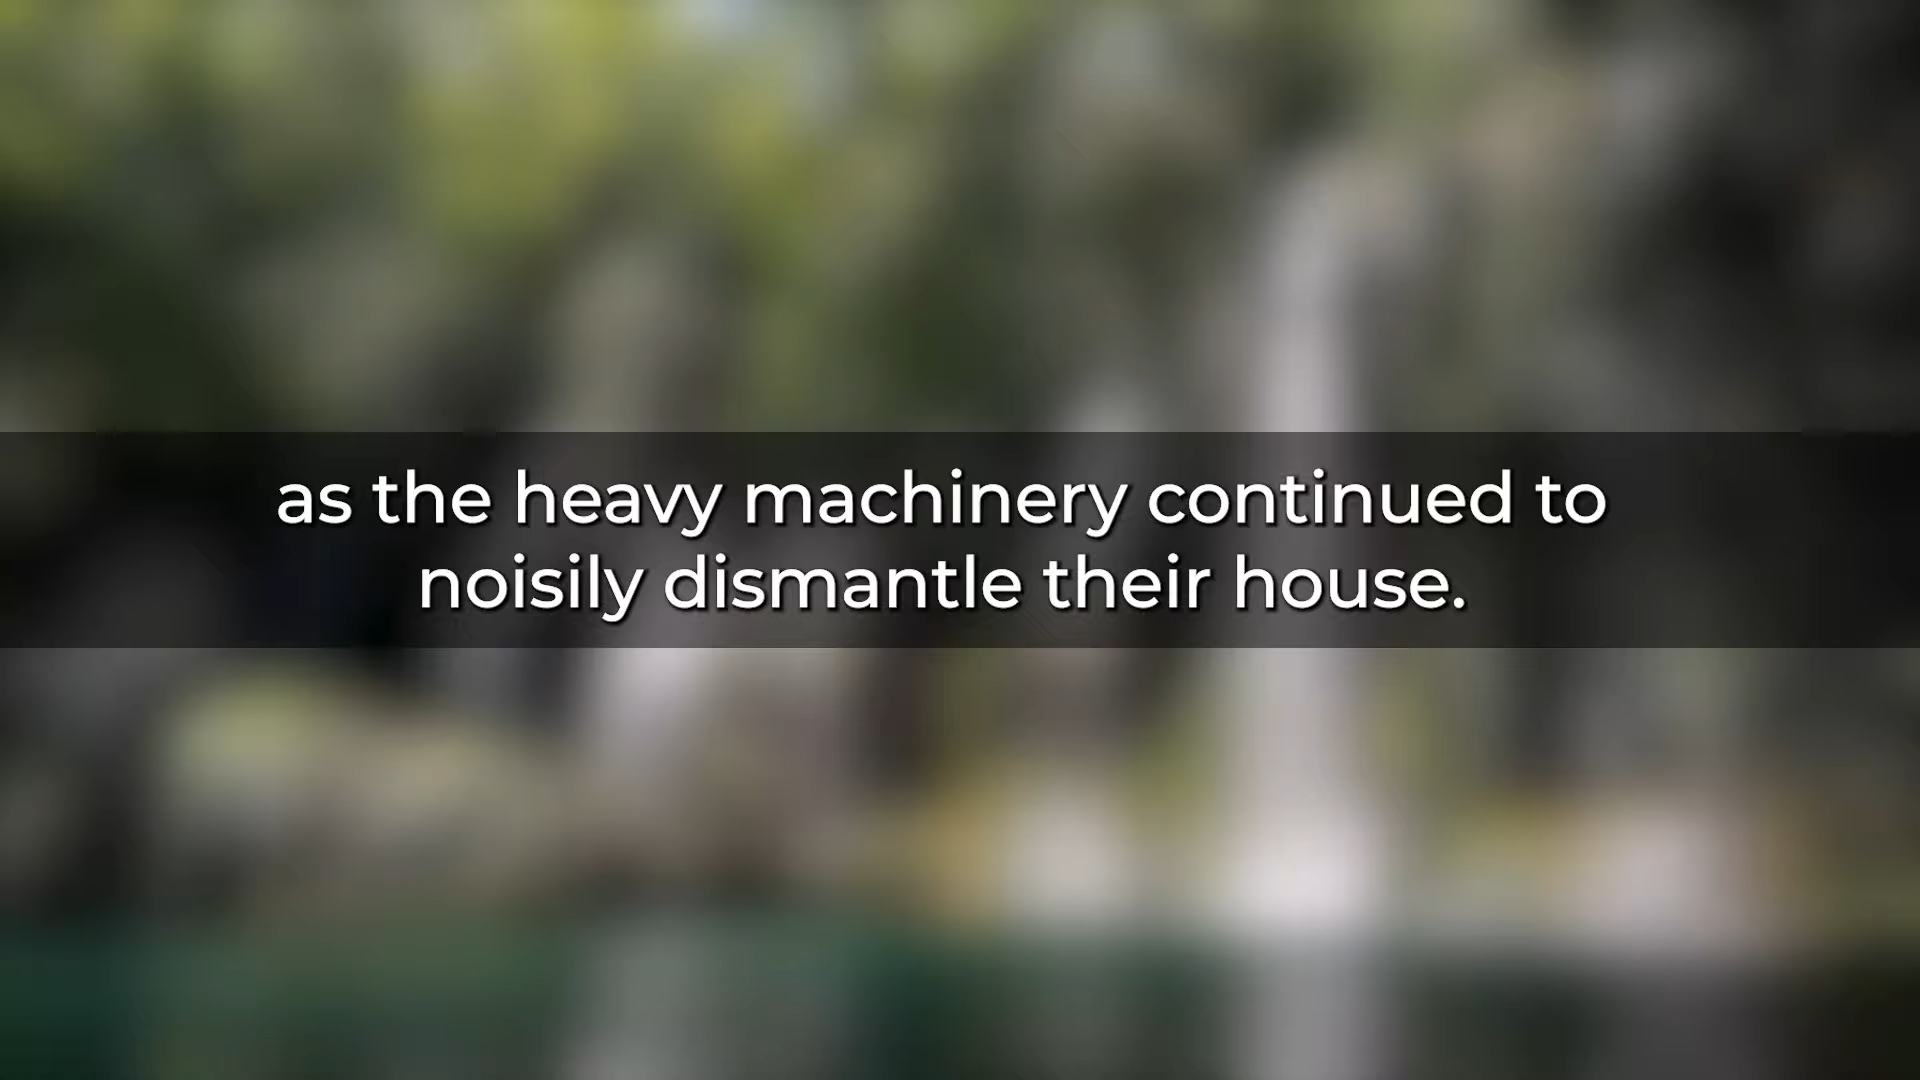 as the heavy machinery continued to
noisily dismantle their house.